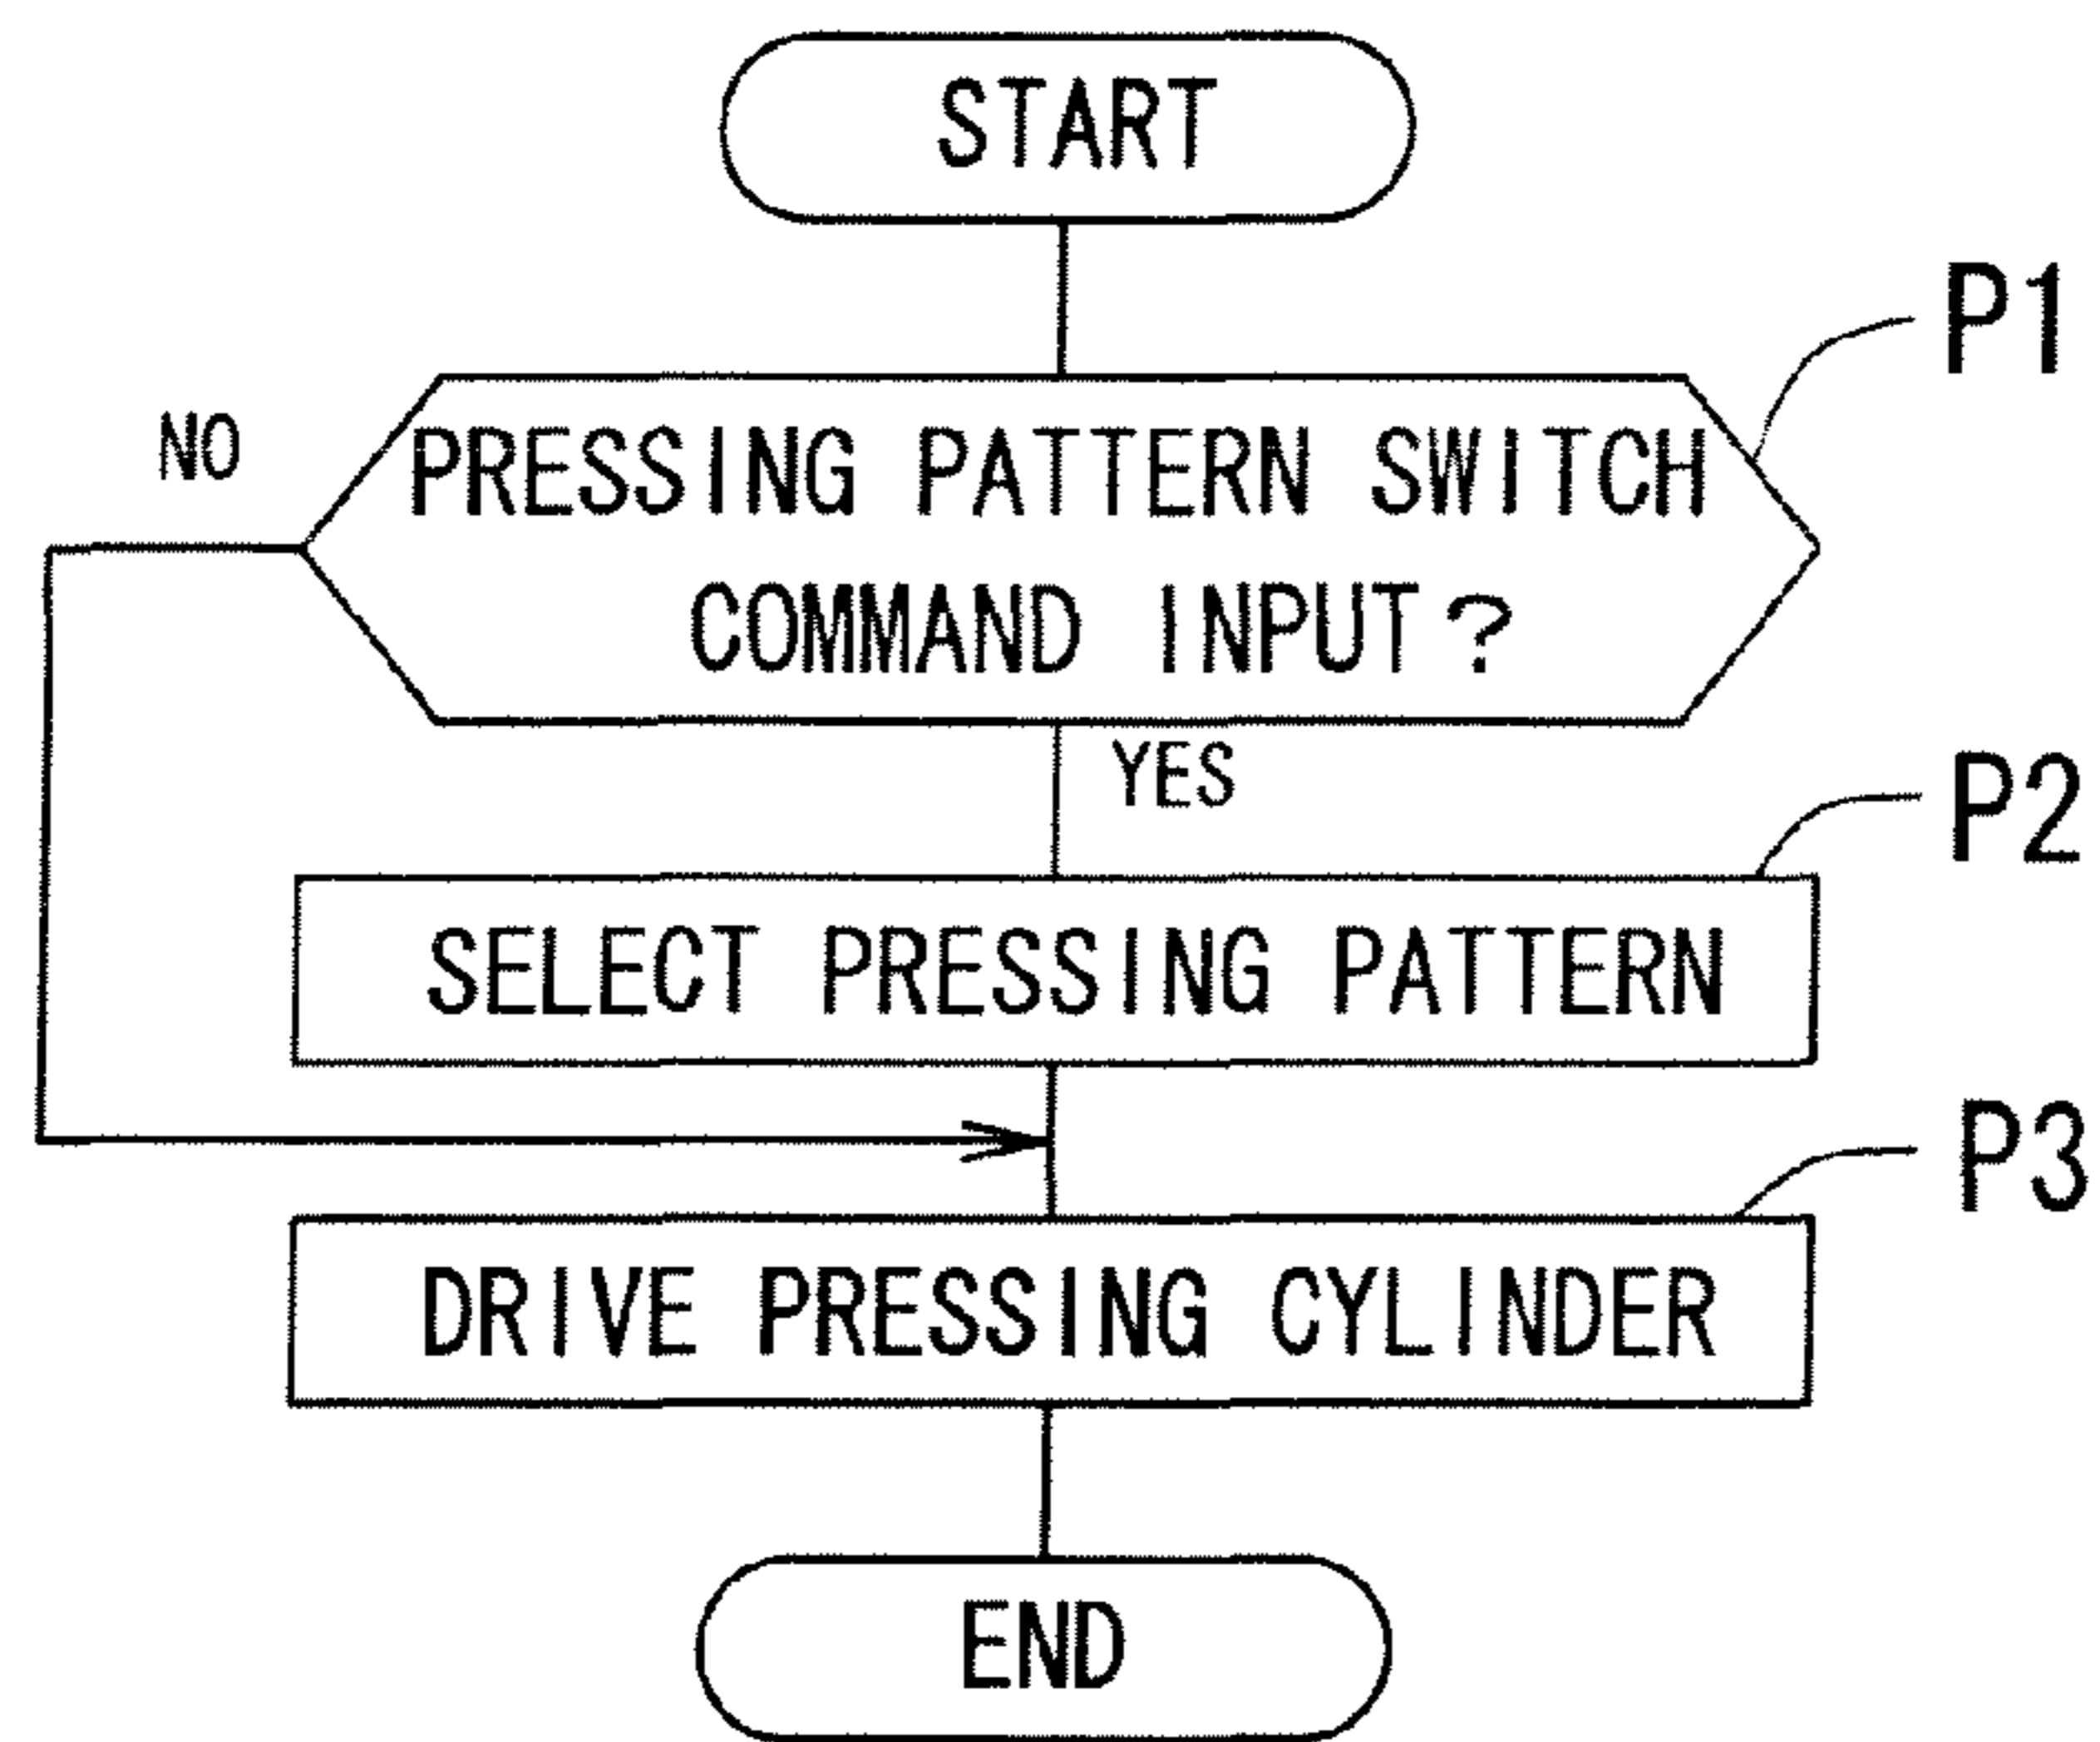 START
P1
NO
PRESSING PATTERN SWITCH
COMMAND INPUT?
YES
P2
SELECT PRESSING PATTERN
P3
DRIVE PRESSING CYLINDER
END